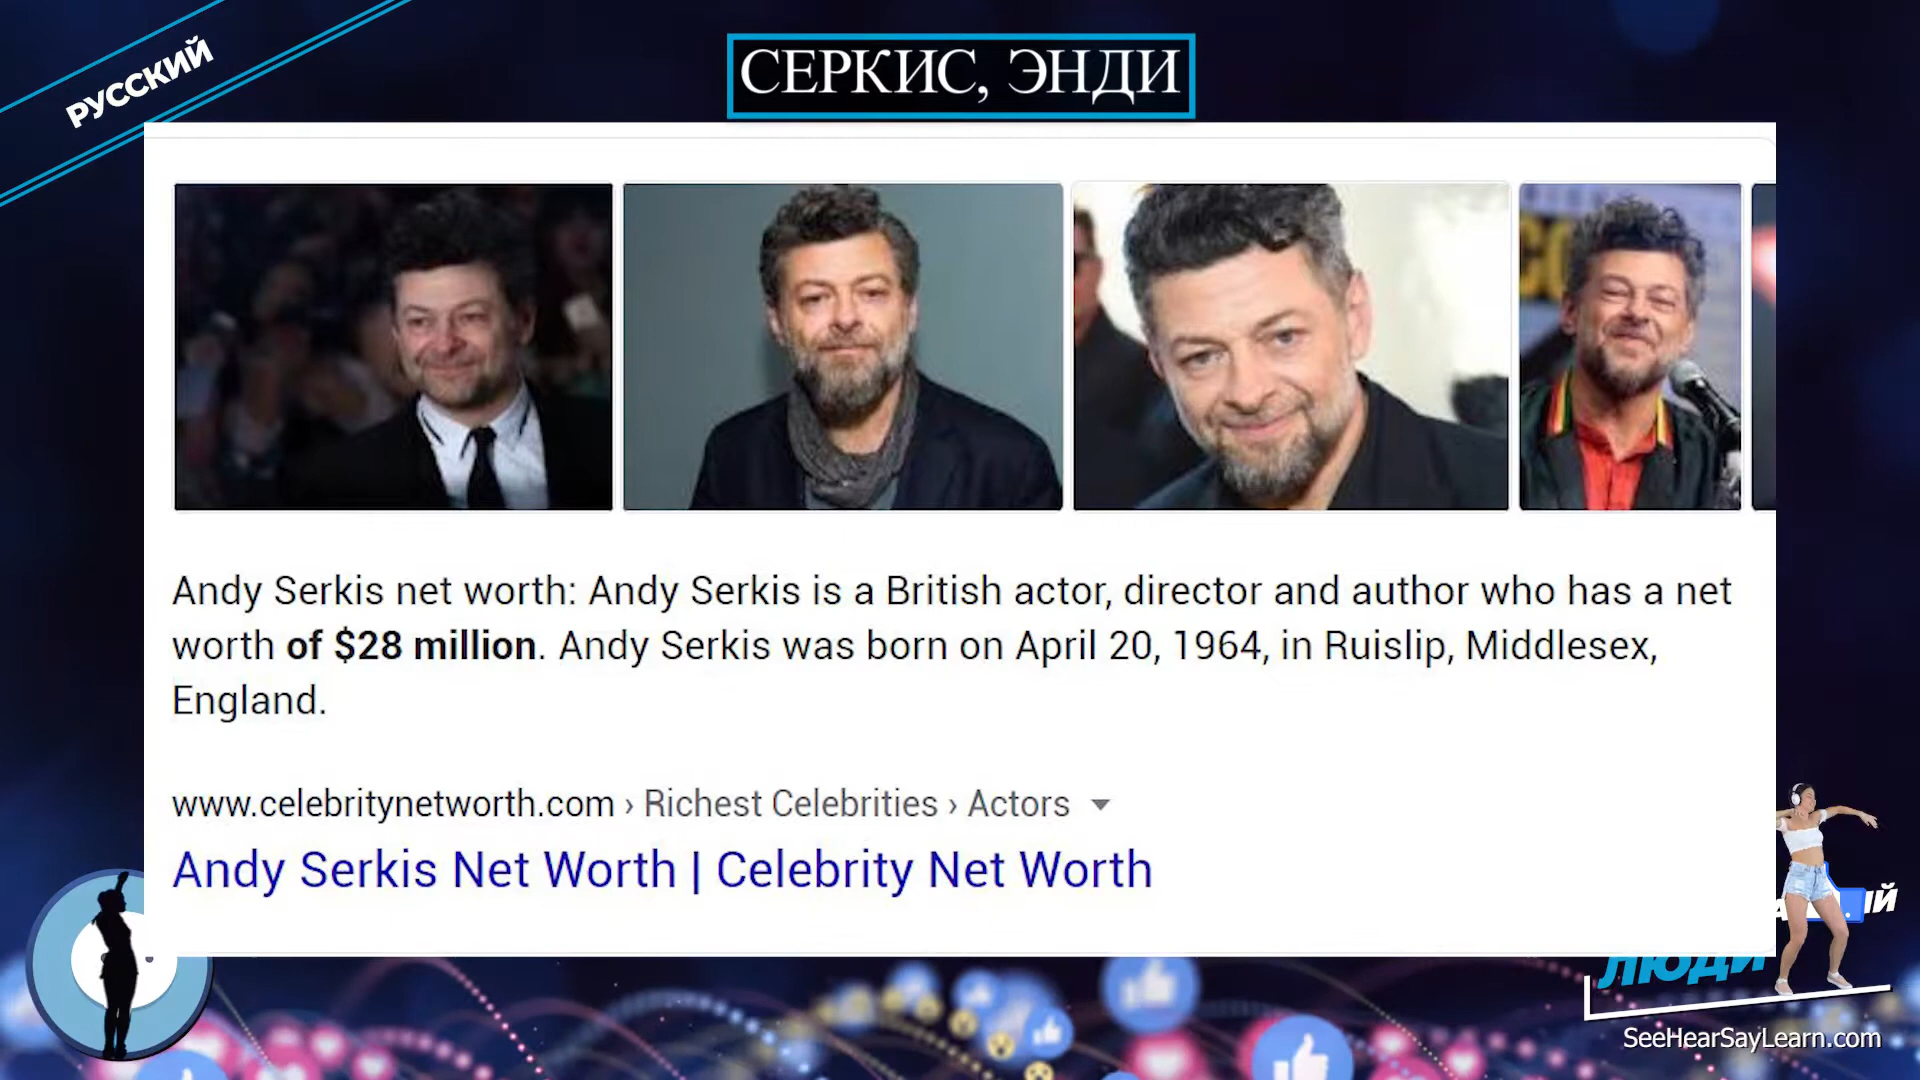 РУССКИЙ
СЕРКИС, ЭНДИ
Andy Serkis net worth: Andy Serkis is a British actor, director and author who has a net
worth of $28 million. Andy Serkis was born on April 20, 1964, in Ruislip, Middlesex,
England.
www.celebritynetworth.com › Richest Celebrities › Actors
Andy Serkis Net Worth | Celebrity Net Worth
ЛЮДИ
SeeHearSayLearn.com